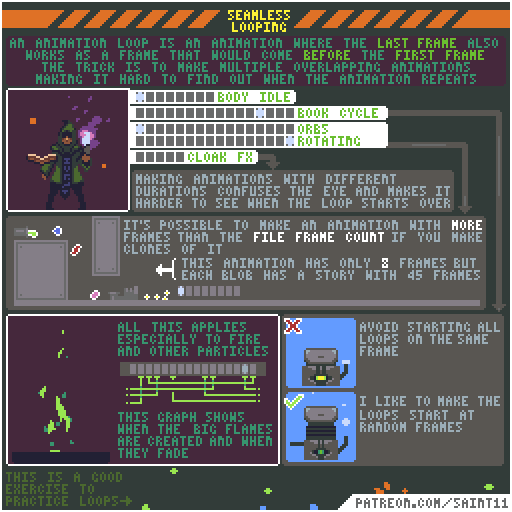 SEAMLESS
LOOPING
AN ANIMATION LOOP IS AN ANIMATION WHERE THE LAST FRAME ALSO
WORKS AS A FRAME THAT WOULD COME BEFORE THE FIRST FRAME
THE TRICK IS TO MAKE MULTIPLE OVERLAPPING ANIMATIONS
MAKING IT HARD TO FIND OUT WHEN THE ANIMATION REPEATS
BODY IDLE
BOOK CYCLE
ORBS
ROTATING
CLOAK FX
MAKING ANIMATIONS WITH DIFFERENT
DURATIONS CONFUSES THE EYE AND MAKES IT
HARDER TO SEE WHEN THE LOOP STARTS OVER
IT'S POSSIBLE TO MAKE AN ANIMATION WITH MORE
FRAMES THAN THE FILE FRAME COUNT IF YOU MAKE
CLONES OF IT
THIS ANIMATION HAS ONLY 8 FRAMES BUT
EACH BLOB HAS A STORY WITH 45 FRAMES
ALL THIS APPLIES
ESPECIALLY TO FIRE
AND OTHER PARTICLES
THIS GRAPH SHOWS
WHEN THE BIG FLAMES
ARE CREATED AND WHEN
THEY FADE
AVOID STARTING ALL
LOOPS ON THE SAME
FRAME
I LIKE TO MAKE THE
LOOPS START AT
RANDOM FRAMES
THIS IS A GOOD
EXERCISE TO
PRACTICE LOOPS→
PATREON.COM/SAINT11